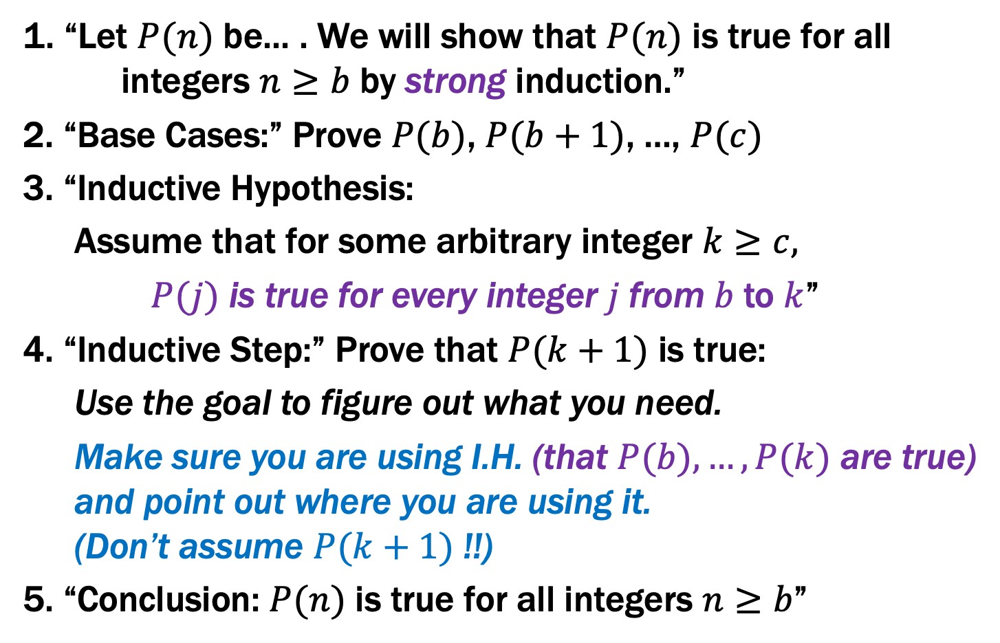 1. “Let 𝑃(𝑛) be... . We will show that 𝑃(𝑛) is true for all
integers 𝑛 ≥ 𝑏 by strong induction.”
2. “Base Cases:” Prove 𝑃(𝑏), 𝑃(𝑏 + 1), ..., 𝑃(𝑐)
3. “Inductive Hypothesis:
Assume that for some arbitrary integer 𝑘 ≥ 𝑐,
𝑃(𝑗) is true for every integer 𝑗 from 𝑏 to 𝑘”
4. “Inductive Step:” Prove that 𝑃(𝑘 + 1) is true:
Use the goal to figure out what you need.
Make sure you are using I.H. (that 𝑃(𝑏), … , 𝑃(𝑘) are true)
and point out where you are using it.
(Don’t assume 𝑃(𝑘 + 1) !!)
5. “Conclusion: 𝑃(𝑛) is true for all integers 𝑛 ≥ 𝑏”